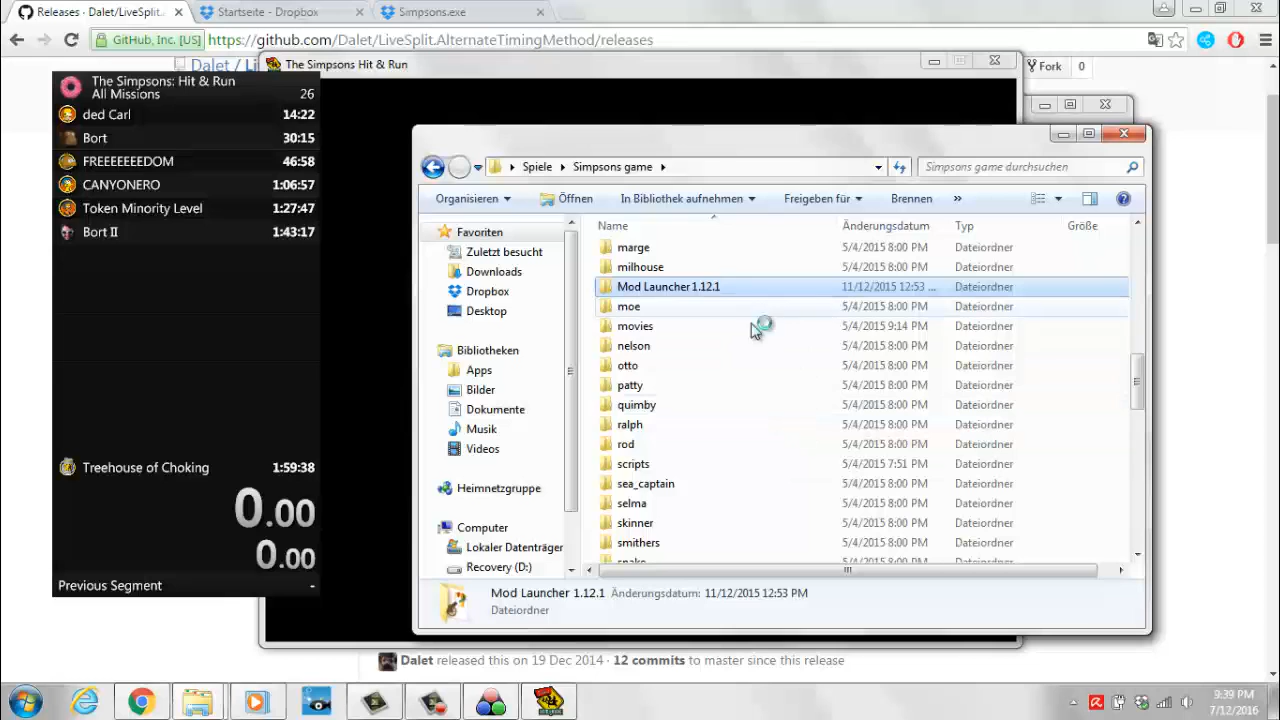 Releases · Dalet/LiveSplit
Startseite - Dropbox
Simpsons.exe
GitHub, Inc. [US]
https://github.com/Dalet/LiveSplit.AlternateTimingMethod/releases
Dalet /
The Simpsons Hit & Run
Fork 0
The Simpsons: Hit & Run
All Missions 26
ded Carl 14:22
Bort 30:15
FREEEEEEEDOM 46:58
CANYONERO 1:06:57
Token Minority Level 1:27:47
Bort II 1:43:17
Treehouse of Choking 1:59:38
0.00
0.00
Previous Segment -
Spiele Simpsons game
Simpsons game durchsuchen
Organisieren Öffnen In Bibliothek aufnehmen Freigeben für Brennen »
Favoriten
Zuletzt besucht
Downloads
Dropbox
Desktop
Bibliotheken
Apps
Bilder
Dokumente
Musik
Videos
Heimnetzgruppe
Computer
Lokaler Datenträger
Recovery (D:)
Name Änderungsdatum Typ Größe
marge 5/4/2015 8:00 PM Dateiordner
milhouse 5/4/2015 8:00 PM Dateiordner
Mod Launcher 1.12.1 11/12/2015 12:53 ... Dateiordner
moe 5/4/2015 8:00 PM Dateiordner
movies 5/4/2015 9:14 PM Dateiordner
nelson 5/4/2015 8:00 PM Dateiordner
otto 5/4/2015 8:00 PM Dateiordner
patty 5/4/2015 8:00 PM Dateiordner
quimby 5/4/2015 8:00 PM Dateiordner
ralph 5/4/2015 8:00 PM Dateiordner
rod 5/4/2015 8:00 PM Dateiordner
scripts 5/4/2015 7:51 PM Dateiordner
sea_captain 5/4/2015 8:00 PM Dateiordner
selma 5/4/2015 8:00 PM Dateiordner
skinner 5/4/2015 8:00 PM Dateiordner
smithers 5/4/2015 8:00 PM Dateiordner
Mod Launcher 1.12.1 Änderungsdatum: 11/12/2015 12:53 PM
Dateiordner
Dalet released this on 19 Dec 2014 · 12 commits to master since this release
9:39 PM
7/12/2016